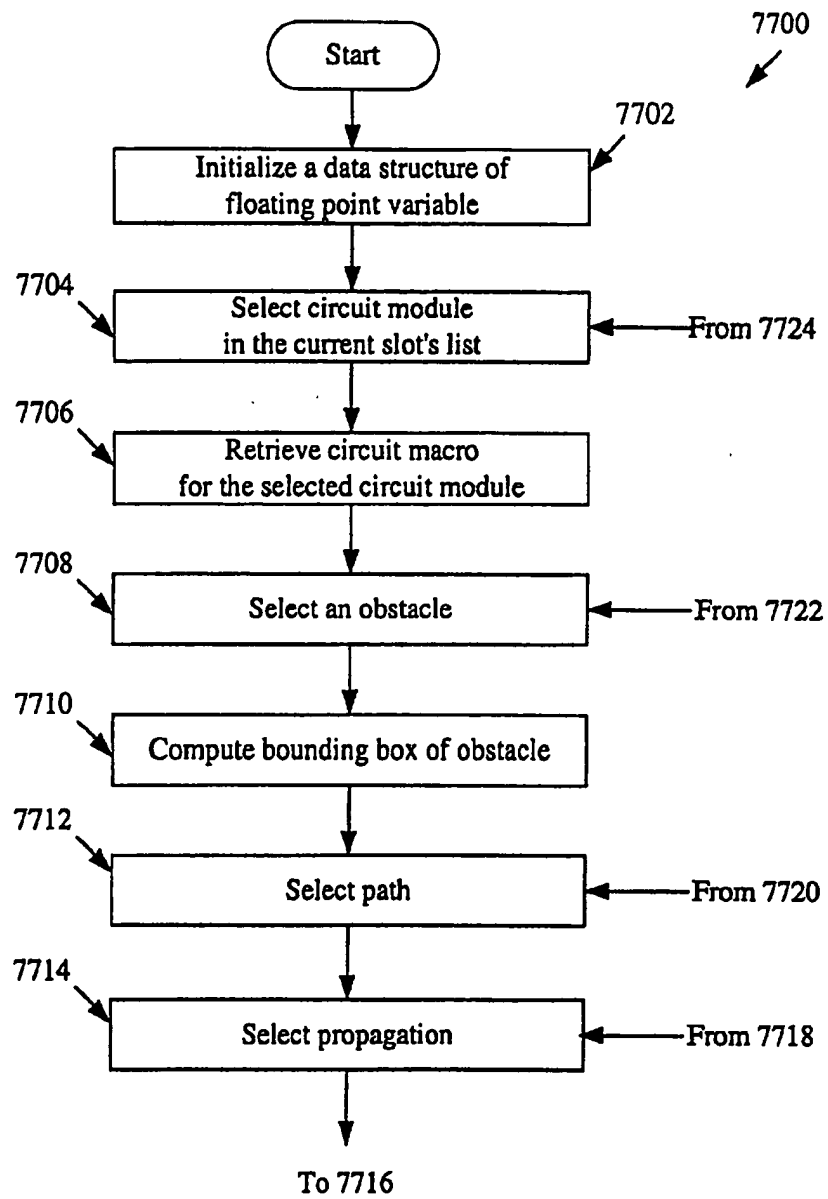 7700
Start
7702
Initialize a data structure of
floating point variable
7704
Select circuit module
in the current slot's list
From 7724
7706
Retrieve circuit macro
for the selected circuit module
7708
Select an obstacle
From 7722
7710
Compute bounding box of obstacle
7712
Select path
From 7720
7714
Select propagation
From 7718
To 7716